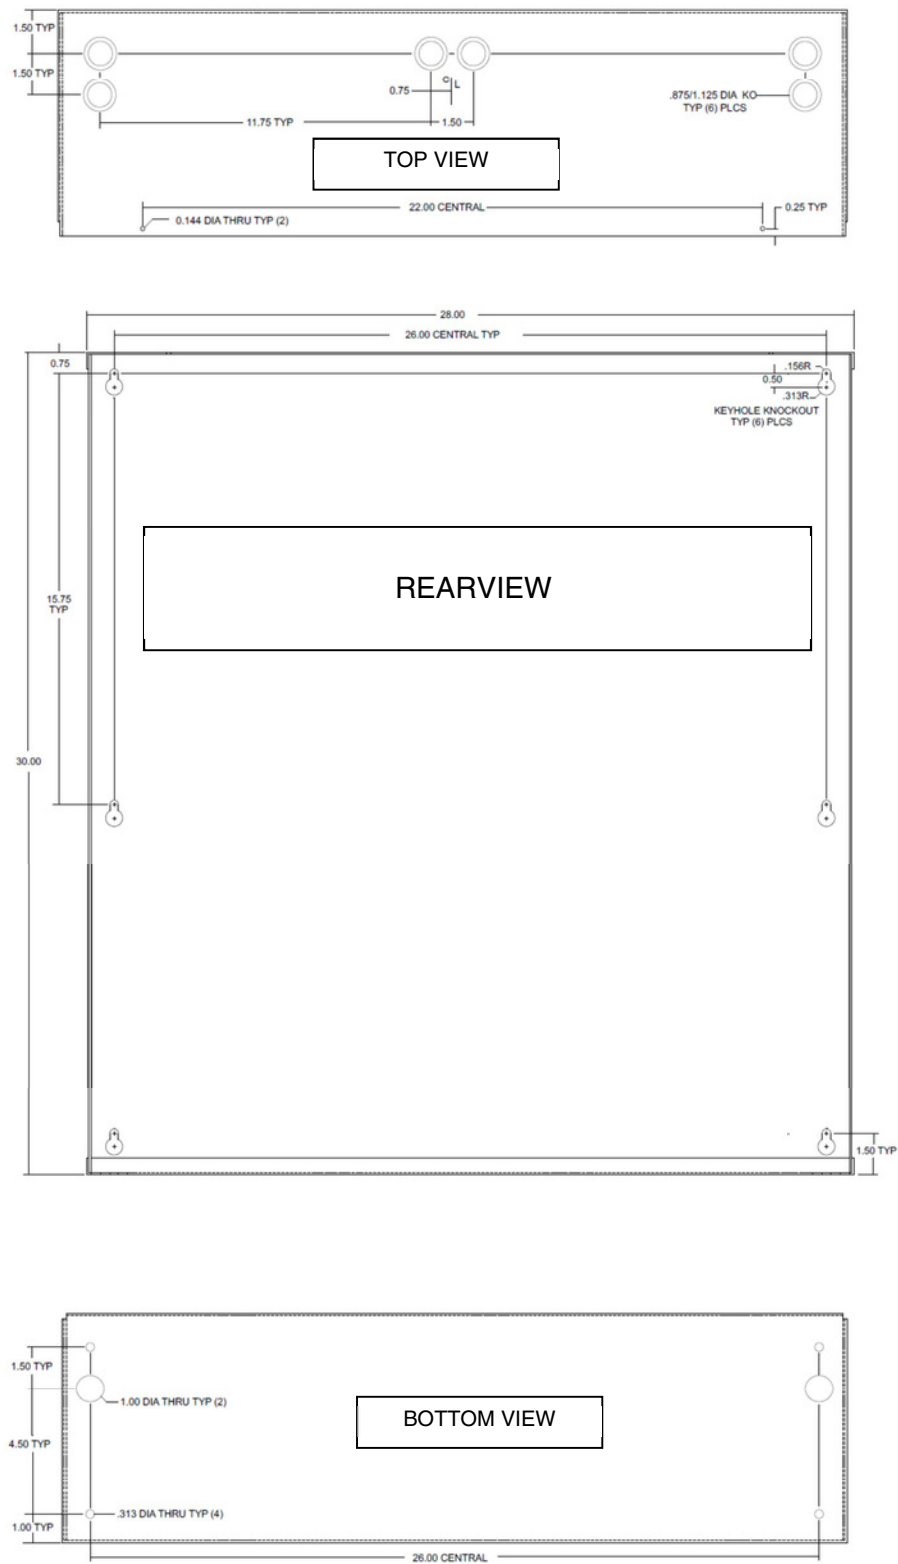 1.50 TYP
1.50 TYP
0.75
CL
.875/1.125 DIA KO
TYP (6) PLCS
11.75 TYP
1.50
TOP VIEW
22.00 CENTRAL
0.25 TYP
0.144 DIA THRU TYP (2)
28.00
26.00 CENTRAL TYP
0.75
.156R
0.50
.313R
KEYHOLE KNOCKOUT
TYP (6) PLCS
REARVIEW
15.75
TYP
30.00
1.50 TYP
1.50 TYP
1.00 DIA THRU TYP (2)
BOTTOM VIEW
4.50 TYP
.313 DIA THRU TYP (4)
1.00 TYP
26.00 CENTRAL